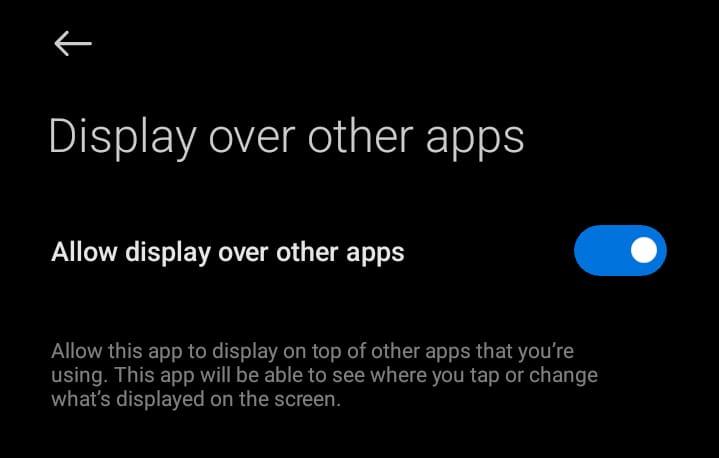 Display over other apps
Allow display over other apps
Allow this app to display on top of other apps that you’re
using. This app will be able to see where you tap or change
what’s displayed on the screen.